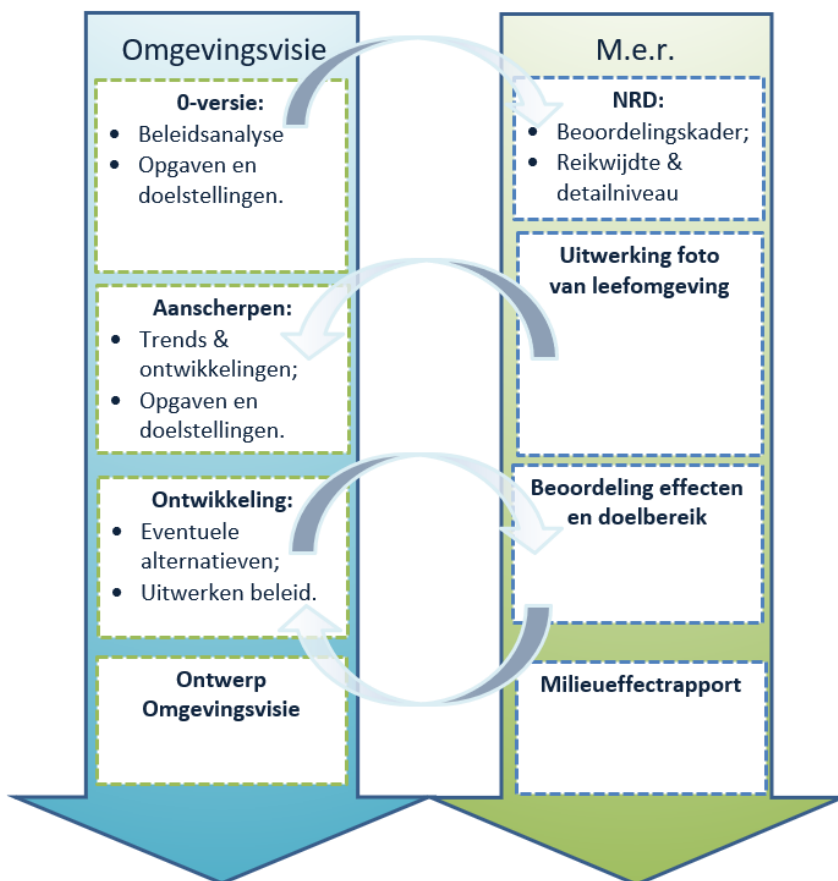 Omgevingsvisie
0-versie:
• Beleidsanalyse
• Opgaven en
doelstellingen.
Aanscherpen:
• Trends &
ontwikkelingen;
• Opgaven en
doelstellingen.
Ontwikkeling:
• Eventuele
alternatieven;
• Uitwerken beleid.
Ontwerp
Omgevingsvisie
M.e.r.
NRD:
• Beoordelingskader;
• Reikwijdte &
detailniveau
Uitwerking foto
van leefomgeving
Beoordeling effecten
en doelbereik
Milieueffectrapport